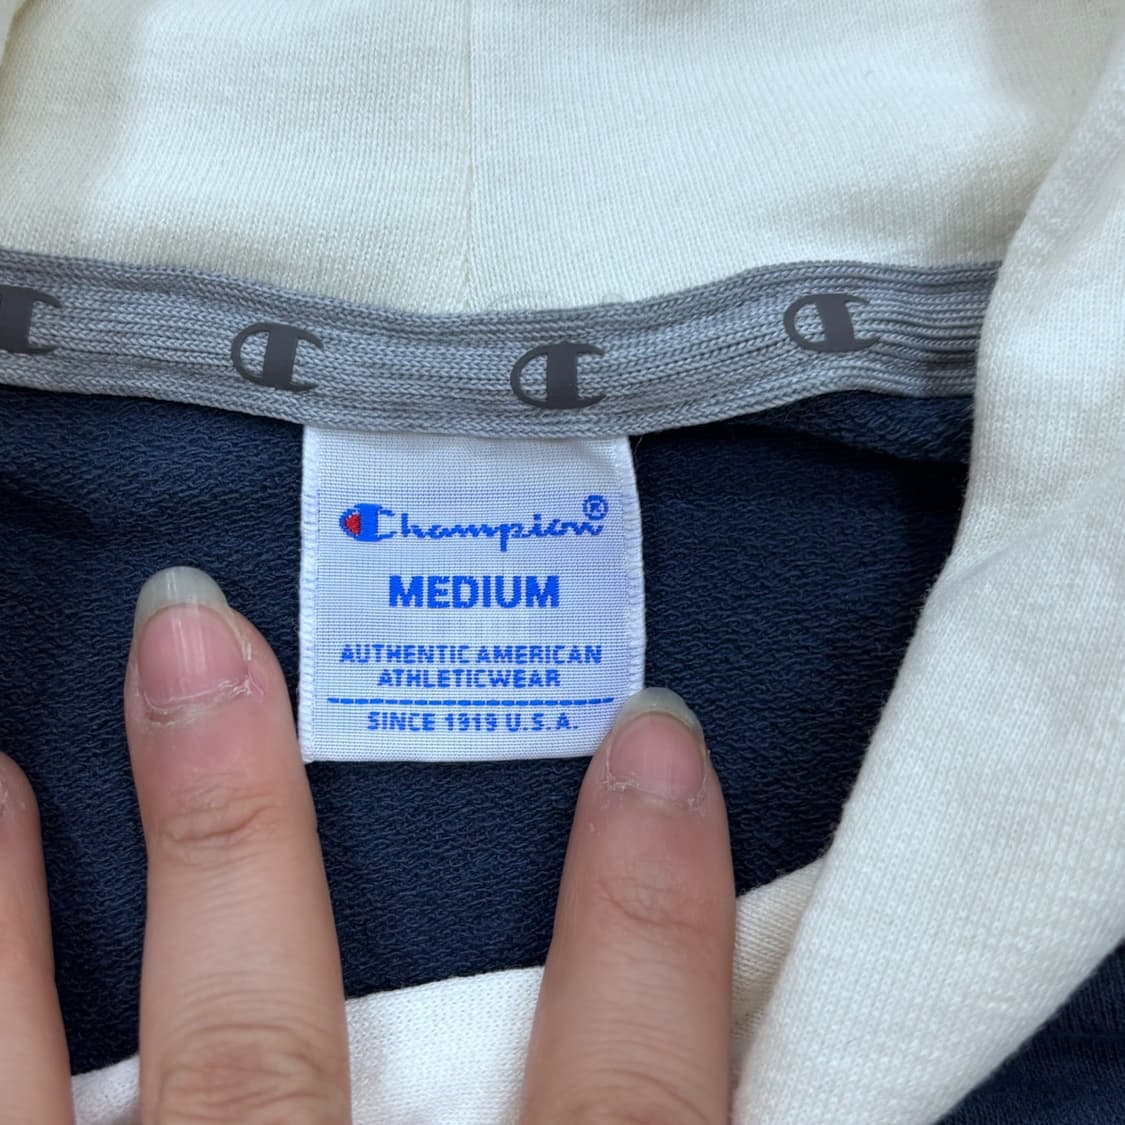 Champion®
MEDIUM
AUTHENTIC AMERICAN
ATHLETICWEAR
SINCE 1919 U.S.A.